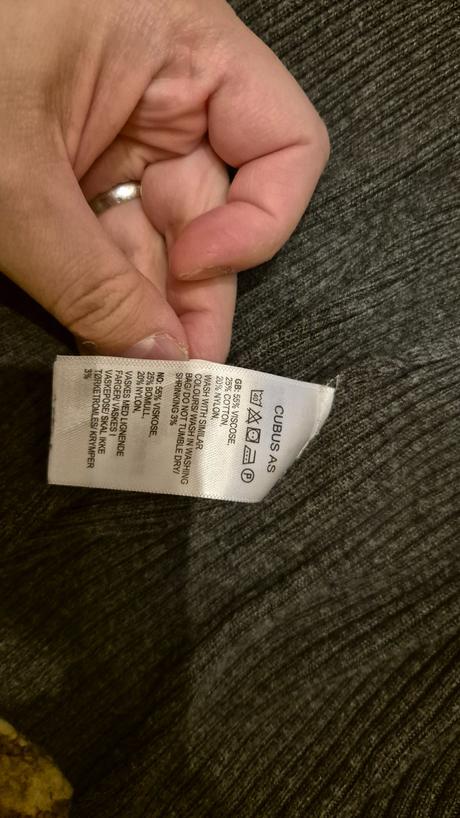 CUBUS AS
40
P
GB: 55% VISCOSE,
25% COTTON,
20% NYLON.
WASH WITH SIMILAR
COLOURS/ WASH IN WASHING
BAG/ DO NOT TUMBLE DRY/
SHRINKING 3%
NO: 55% VISKOSE,
25% BOMULL,
20% NYLON.
VASKES MED LIGNENDE
FARGER/ VASKES I
VASKEPOSE/ SKAL IKKE
TØRKETROMLES/ KRYMPER
3%